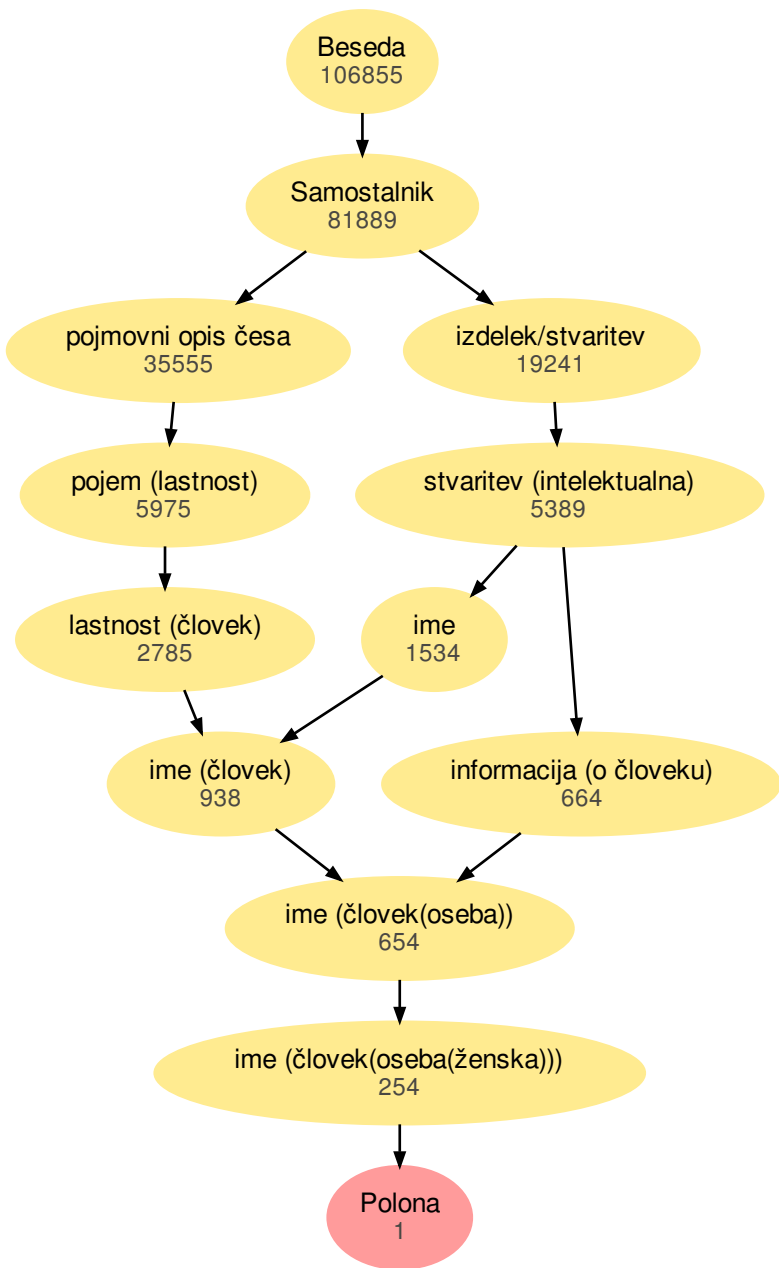 Beseda
106855
Samostalnik
81889
pojmovni opis česa
35555
izdelek/stvaritev
19241
pojem (lastnost)
5975
stvaritev (intelektualna)
5389
lastnost (človek)
2785
ime
1534
ime (človek)
938
informacija (o človeku)
664
ime (človek(oseba))
654
ime (človek(oseba(ženska)))
254
Polona
1